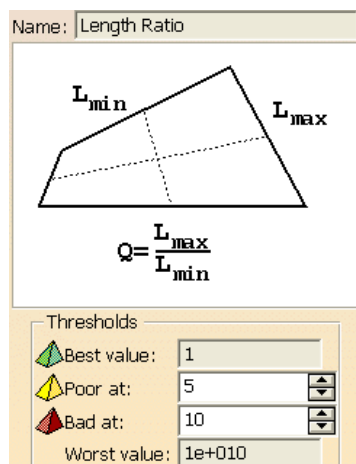 Name: Length Ratio
Lmin
Lmax
Q=Lmax/Lmin
Thresholds
Best value: 1
Poor at: 5
Bad at: 10
Worst value: 1e+010